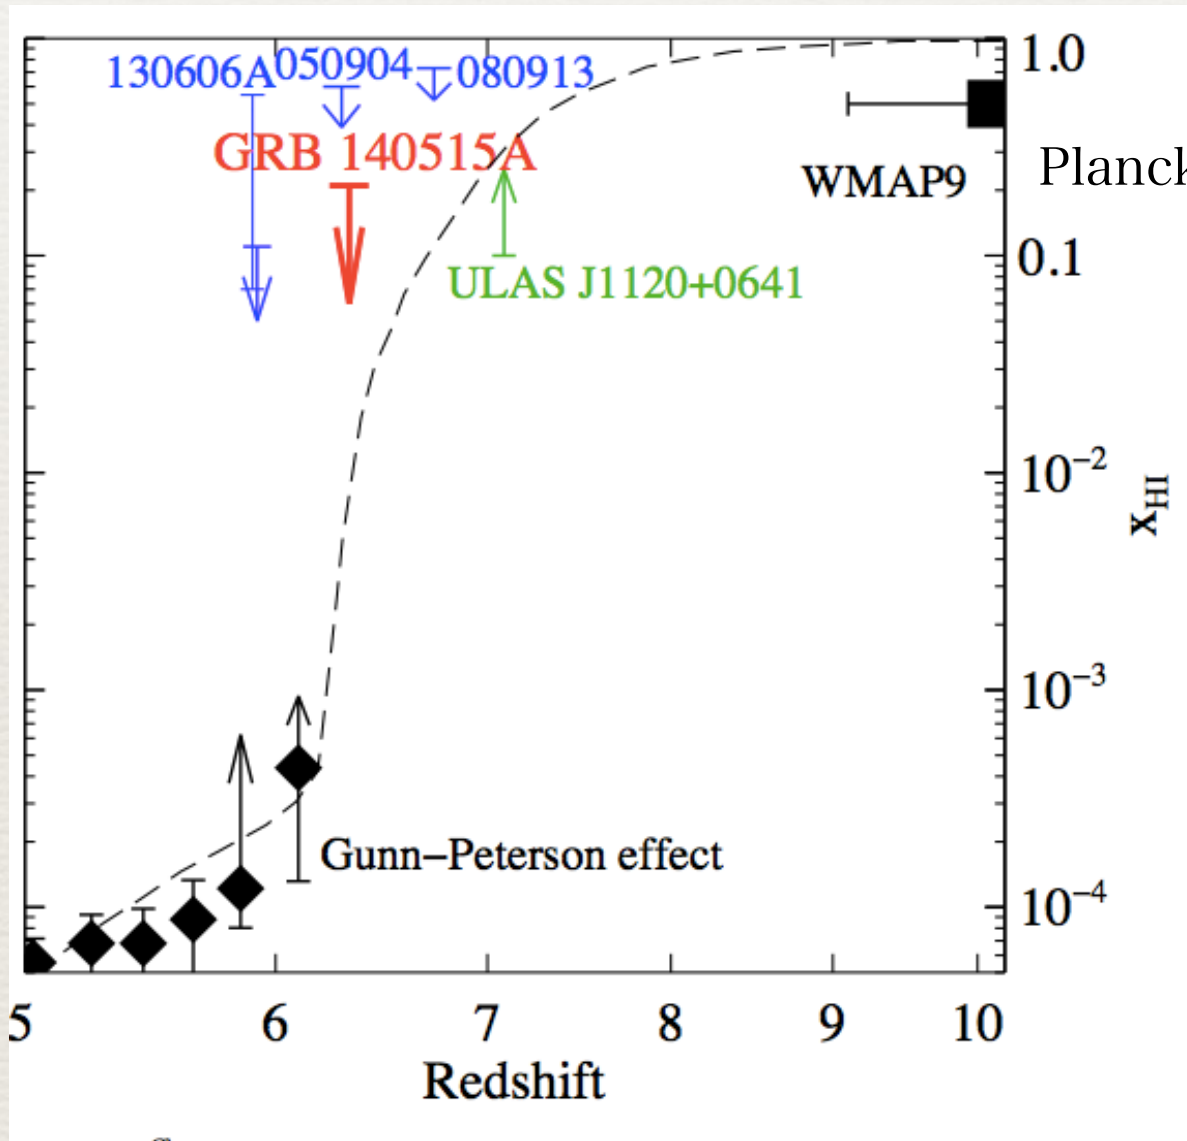 130606A 050904 080913
1.0
GRB 140515A
WMAP9
Planck
ULAS J1120+0641
0.1
10⁻²
xHI
10⁻³
Gunn−Peterson effect
10⁻⁴
5 6 7 8 9 10
Redshift